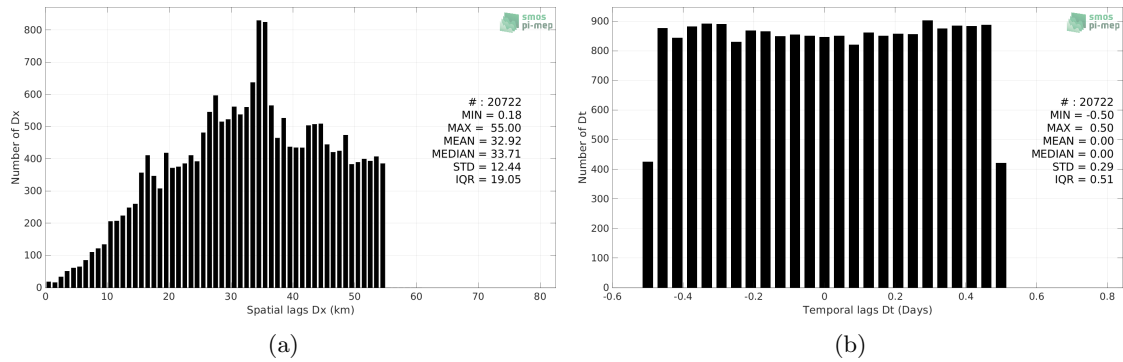 800
700
600
500
400
300
200
100
0
Number of Dx
0
10
20
30
40
50
60
70
80
Spatial lags Dx (km)
smos
pi-mep
# : 20722
MIN = 0.18
MAX = 55.00
MEAN = 32.92
MEDIAN = 33.71
STD = 12.44
IQR = 19.05
(a)
900
800
700
600
500
400
300
200
100
0
Number of Dt
-0.6
-0.4
-0.2
0
0.2
0.4
0.6
0.8
Temporal lags Dt (Days)
smos
pi-mep
# : 20722
MIN = -0.50
MAX = 0.50
MEAN = 0.00
MEDIAN = 0.00
STD = 0.29
IQR = 0.51
(b)